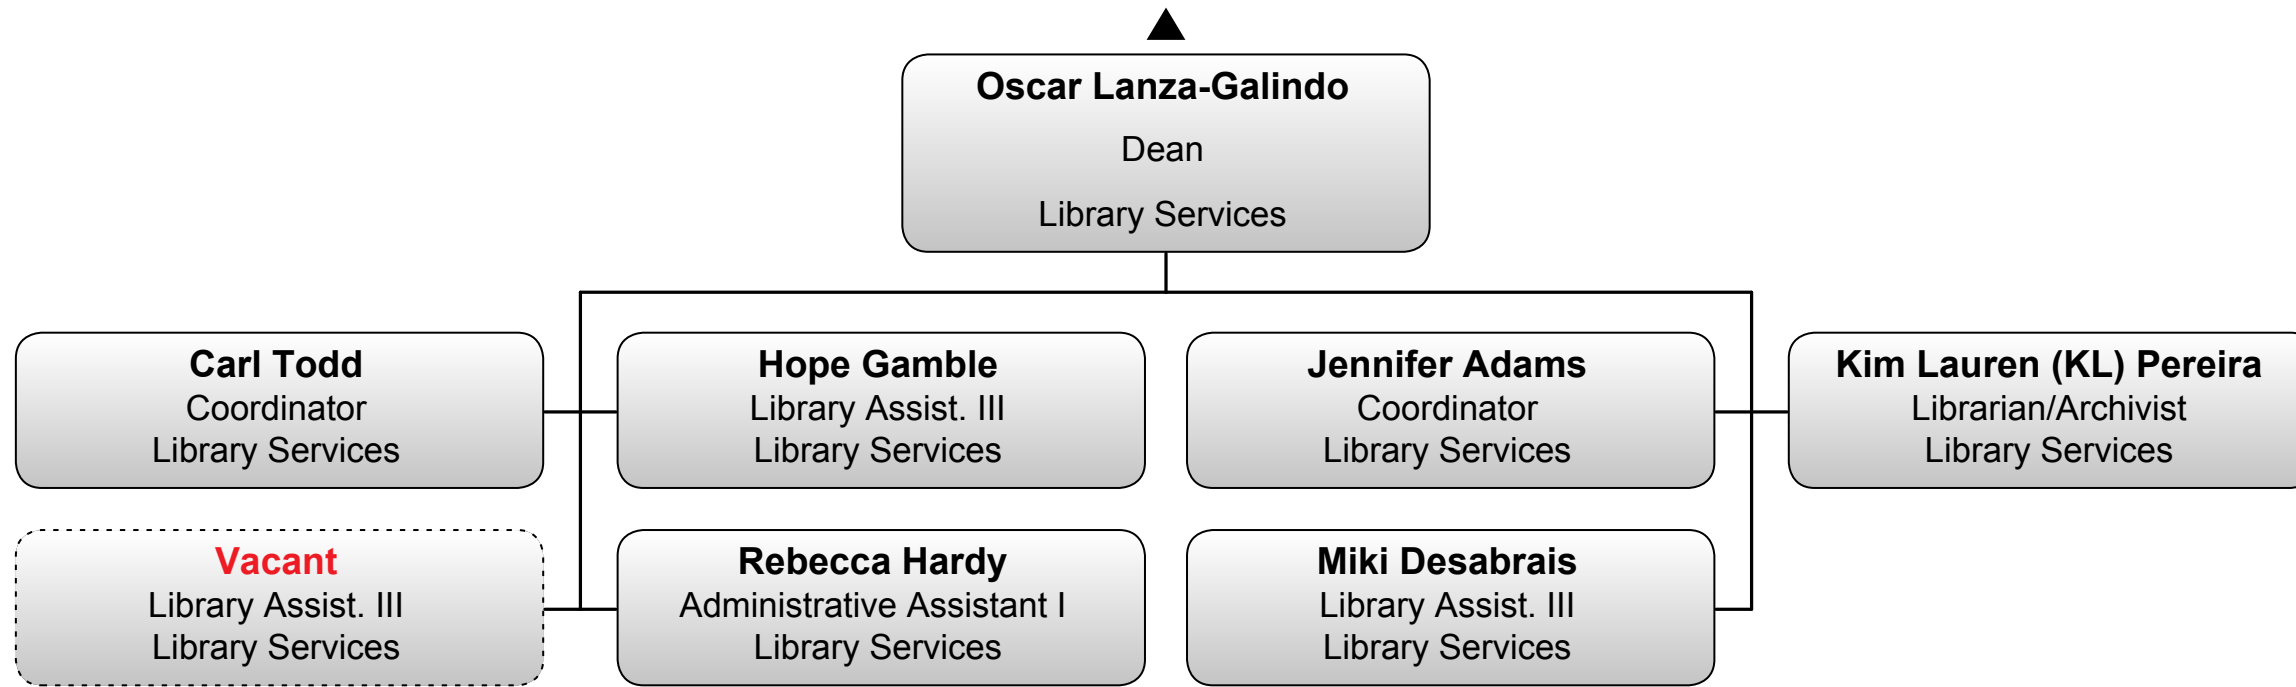 Oscar Lanza-Galindo
Dean
Library Services
Carl Todd
Coordinator
Library Services
Hope Gamble
Library Assist. III
Library Services
Jennifer Adams
Coordinator
Library Services
Kim Lauren (KL) Pereira
Librarian/Archivist
Library Services
Vacant
Library Assist. III
Library Services
Rebecca Hardy
Administrative Assistant I
Library Services
Miki Desabrais
Library Assist. III
Library Services